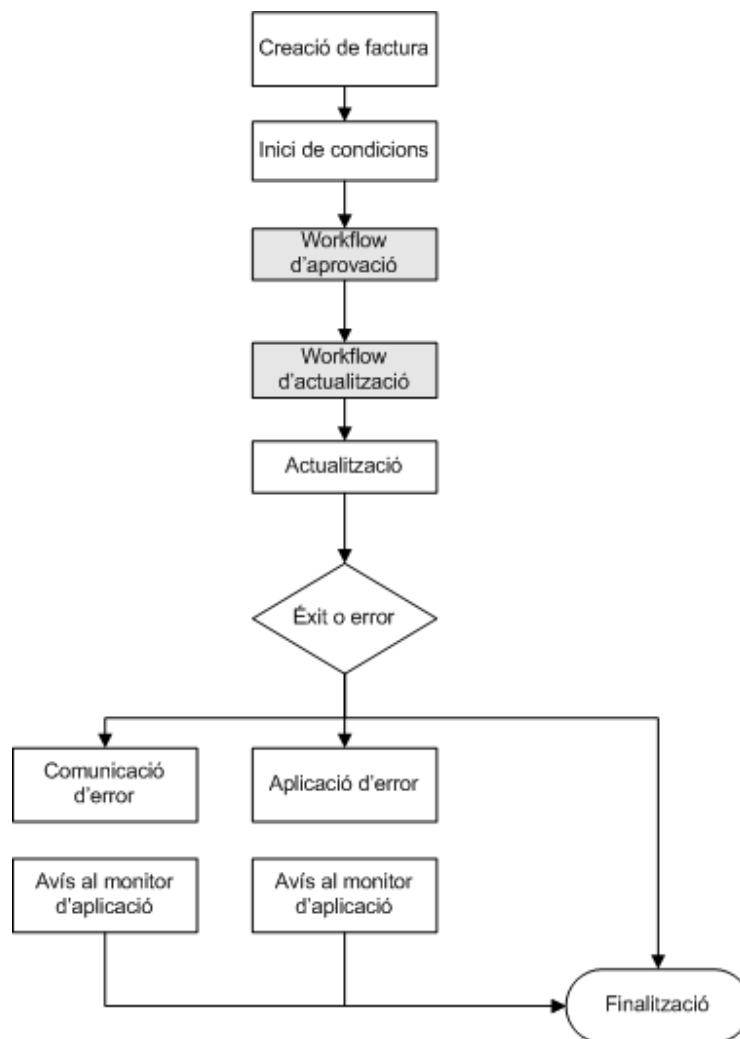 Creació de factura
Inici de condicions
Workflow
d'aprovació
Workflow
d'actualització
Actualització
Éxit o error
Comunicació
d'error
Aplicació d'error
Avís al monitor
d'aplicació
Avís al monitor
d'aplicació
Finalització